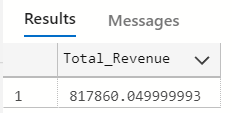 Results Messages
Total_Revenue
1 817860.049999993